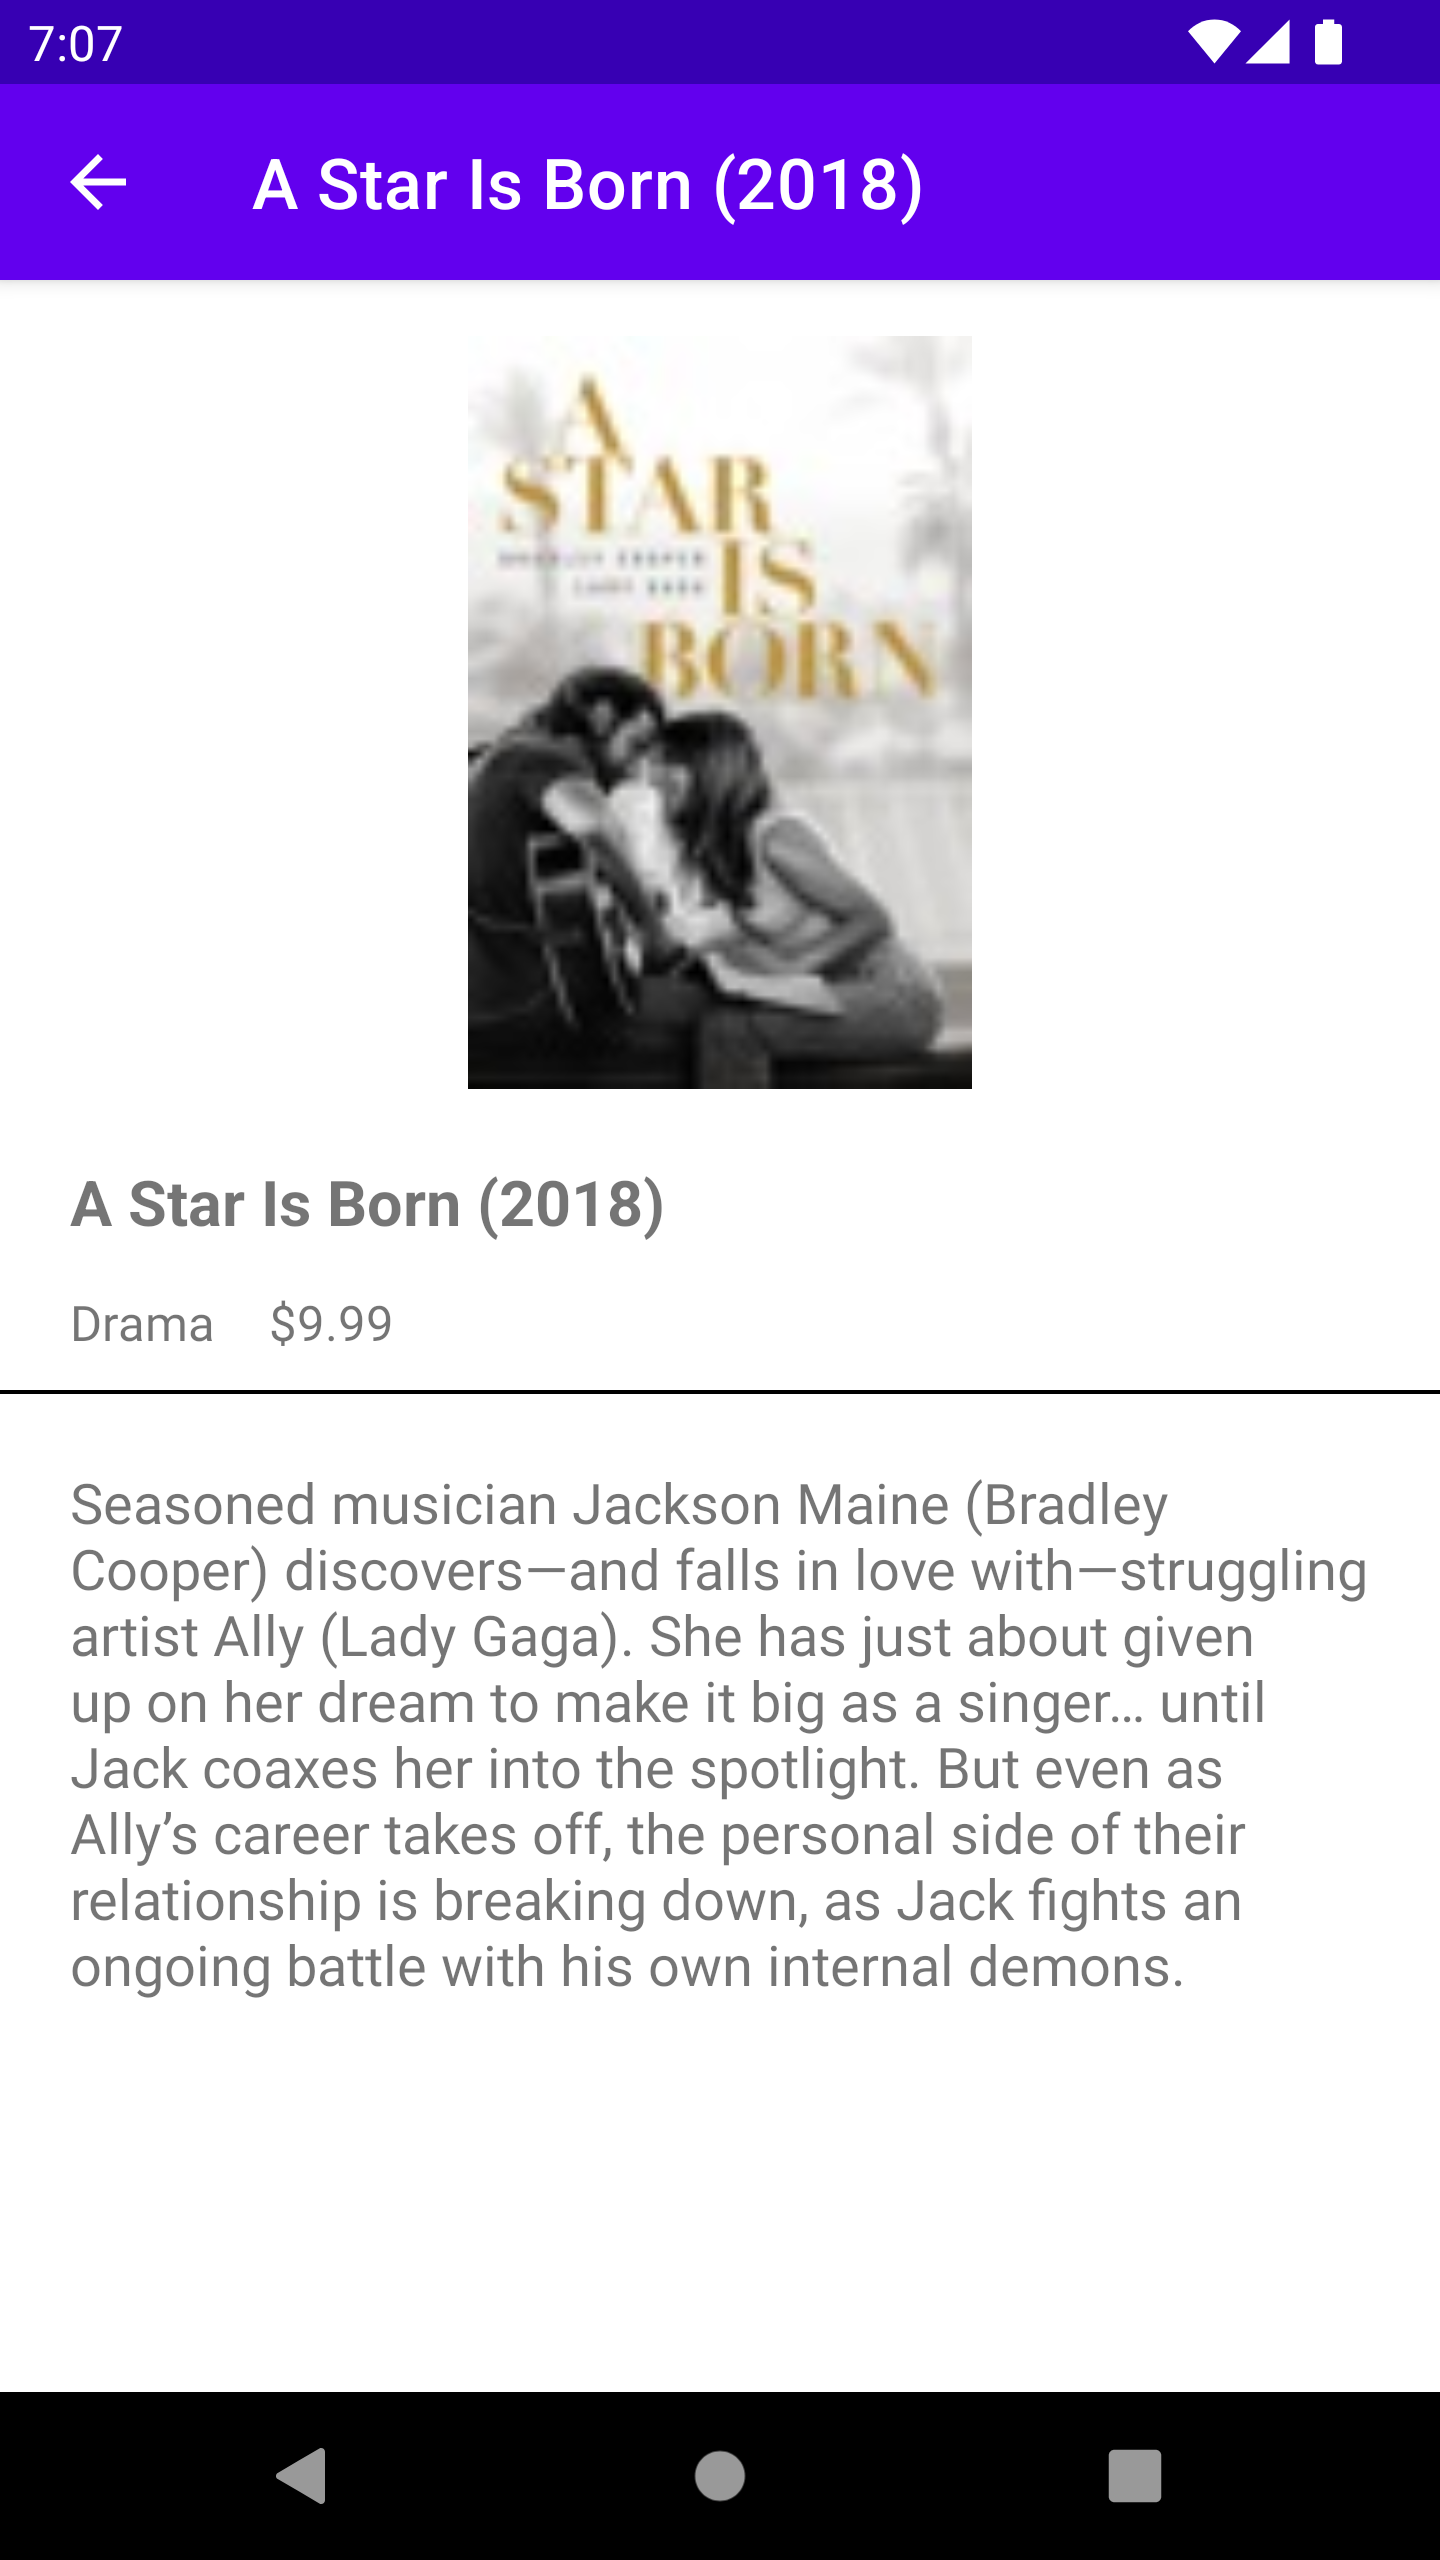 7:07
A Star Is Born (2018)
A
STAR
IS
BORN
A Star Is Born (2018)
Drama $9.99
Seasoned musician Jackson Maine (Bradley
Cooper) discovers—and falls in love with—struggling
artist Ally (Lady Gaga). She has just about given
up on her dream to make it big as a singer… until
Jack coaxes her into the spotlight. But even as
Ally’s career takes off, the personal side of their
relationship is breaking down, as Jack fights an
ongoing battle with his own internal demons.